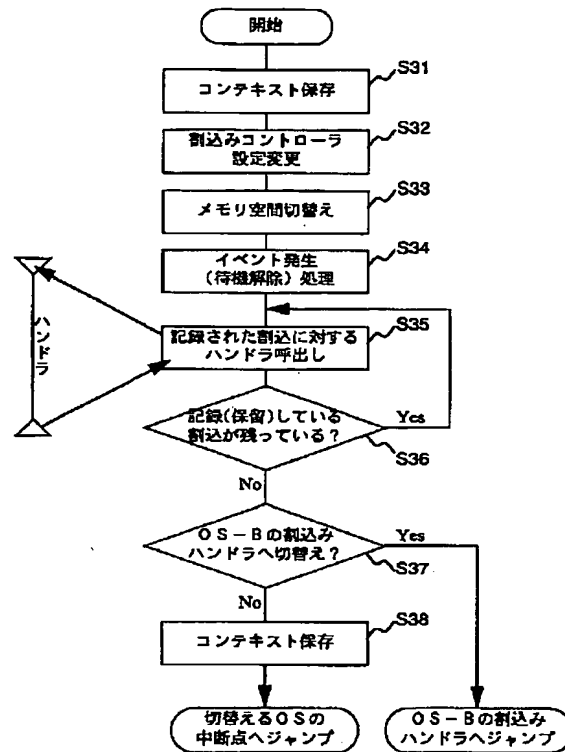 開始
コンテキスト保存
S31
割込みコントローラ
設定変更
S32
メモリ空間切替え
S33
イベント発生
(待機解除)処理
S34
ハンドラ
記録された割込に対する
ハンドラ呼出し
S35
記録(保留)している
割込が残っている?
Yes
S36
No
OS-Bの割込み
ハンドラへ切替え?
Yes
S37
No
コンテキスト保存
S38
切替えるOSの
中断点へジャンプ
OS-Bの割込み
ハンドラへジャンプ